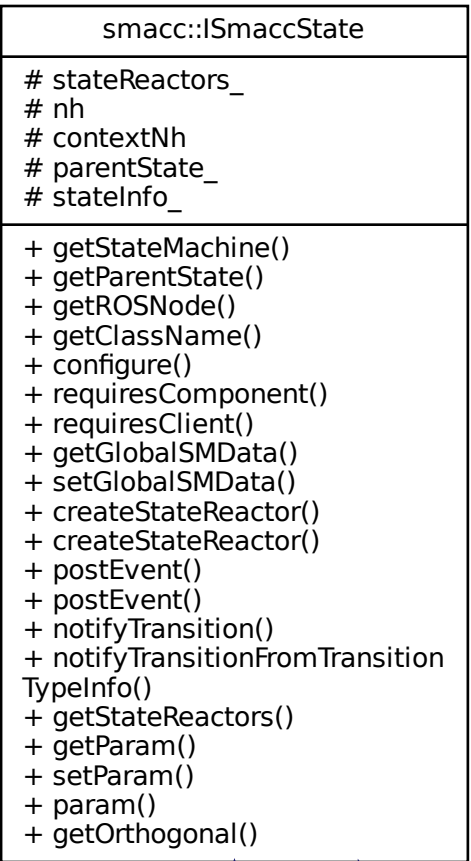 smacc::ISmaccState
# stateReactors_
# nh
# contextNh
# parentState_
# stateInfo_
+ getStateMachine()
+ getParentState()
+ getROSNode()
+ getClassName()
+ configure()
+ requiresComponent()
+ requiresClient()
+ getGlobalSMData()
+ setGlobalSMData()
+ createStateReactor()
+ createStateReactor()
+ postEvent()
+ postEvent()
+ notifyTransition()
+ notifyTransitionFromTransition
TypeInfo()
+ getStateReactors()
+ getParam()
+ setParam()
+ param()
+ getOrthogonal()